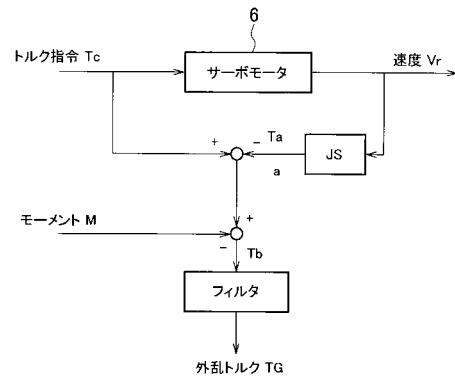 6
トルク指令 Tc
サーボモータ
速度 Vr
+
− Ta
JS
a
モーメント M
+
−
Tb
フィルタ
外乱トルク TG